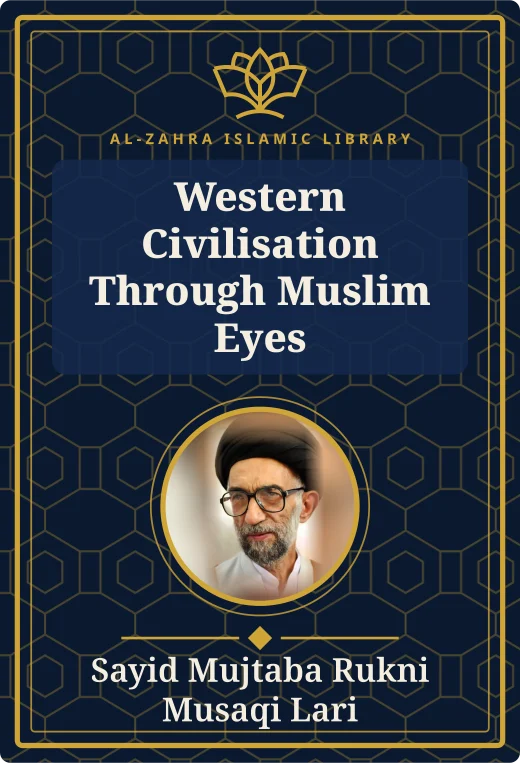 AL-ZAHRA ISLAMIC LIBRARY
Western
Civilisation
Through Muslim
Eyes
Sayid Mujtaba Rukni
Musaqi Lari